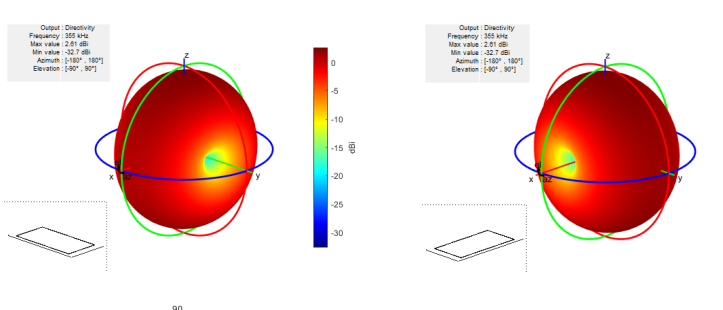 Output : Directivity
Frequency : 355 kHz
Max value : 2.61 dBi
Min value : -32.7 dBi
Azimuth : [-180° , 180°]
Elevation : [-90° , 90°]
z
x
az
y
0
-5
-10
-15
-20
-25
-30
dBi
Output : Directivity
Frequency : 355 kHz
Max value : 2.61 dBi
Min value : -32.7 dBi
Azimuth : [-180° , 180°]
Elevation : [-90° , 90°]
z
x
az
y
90